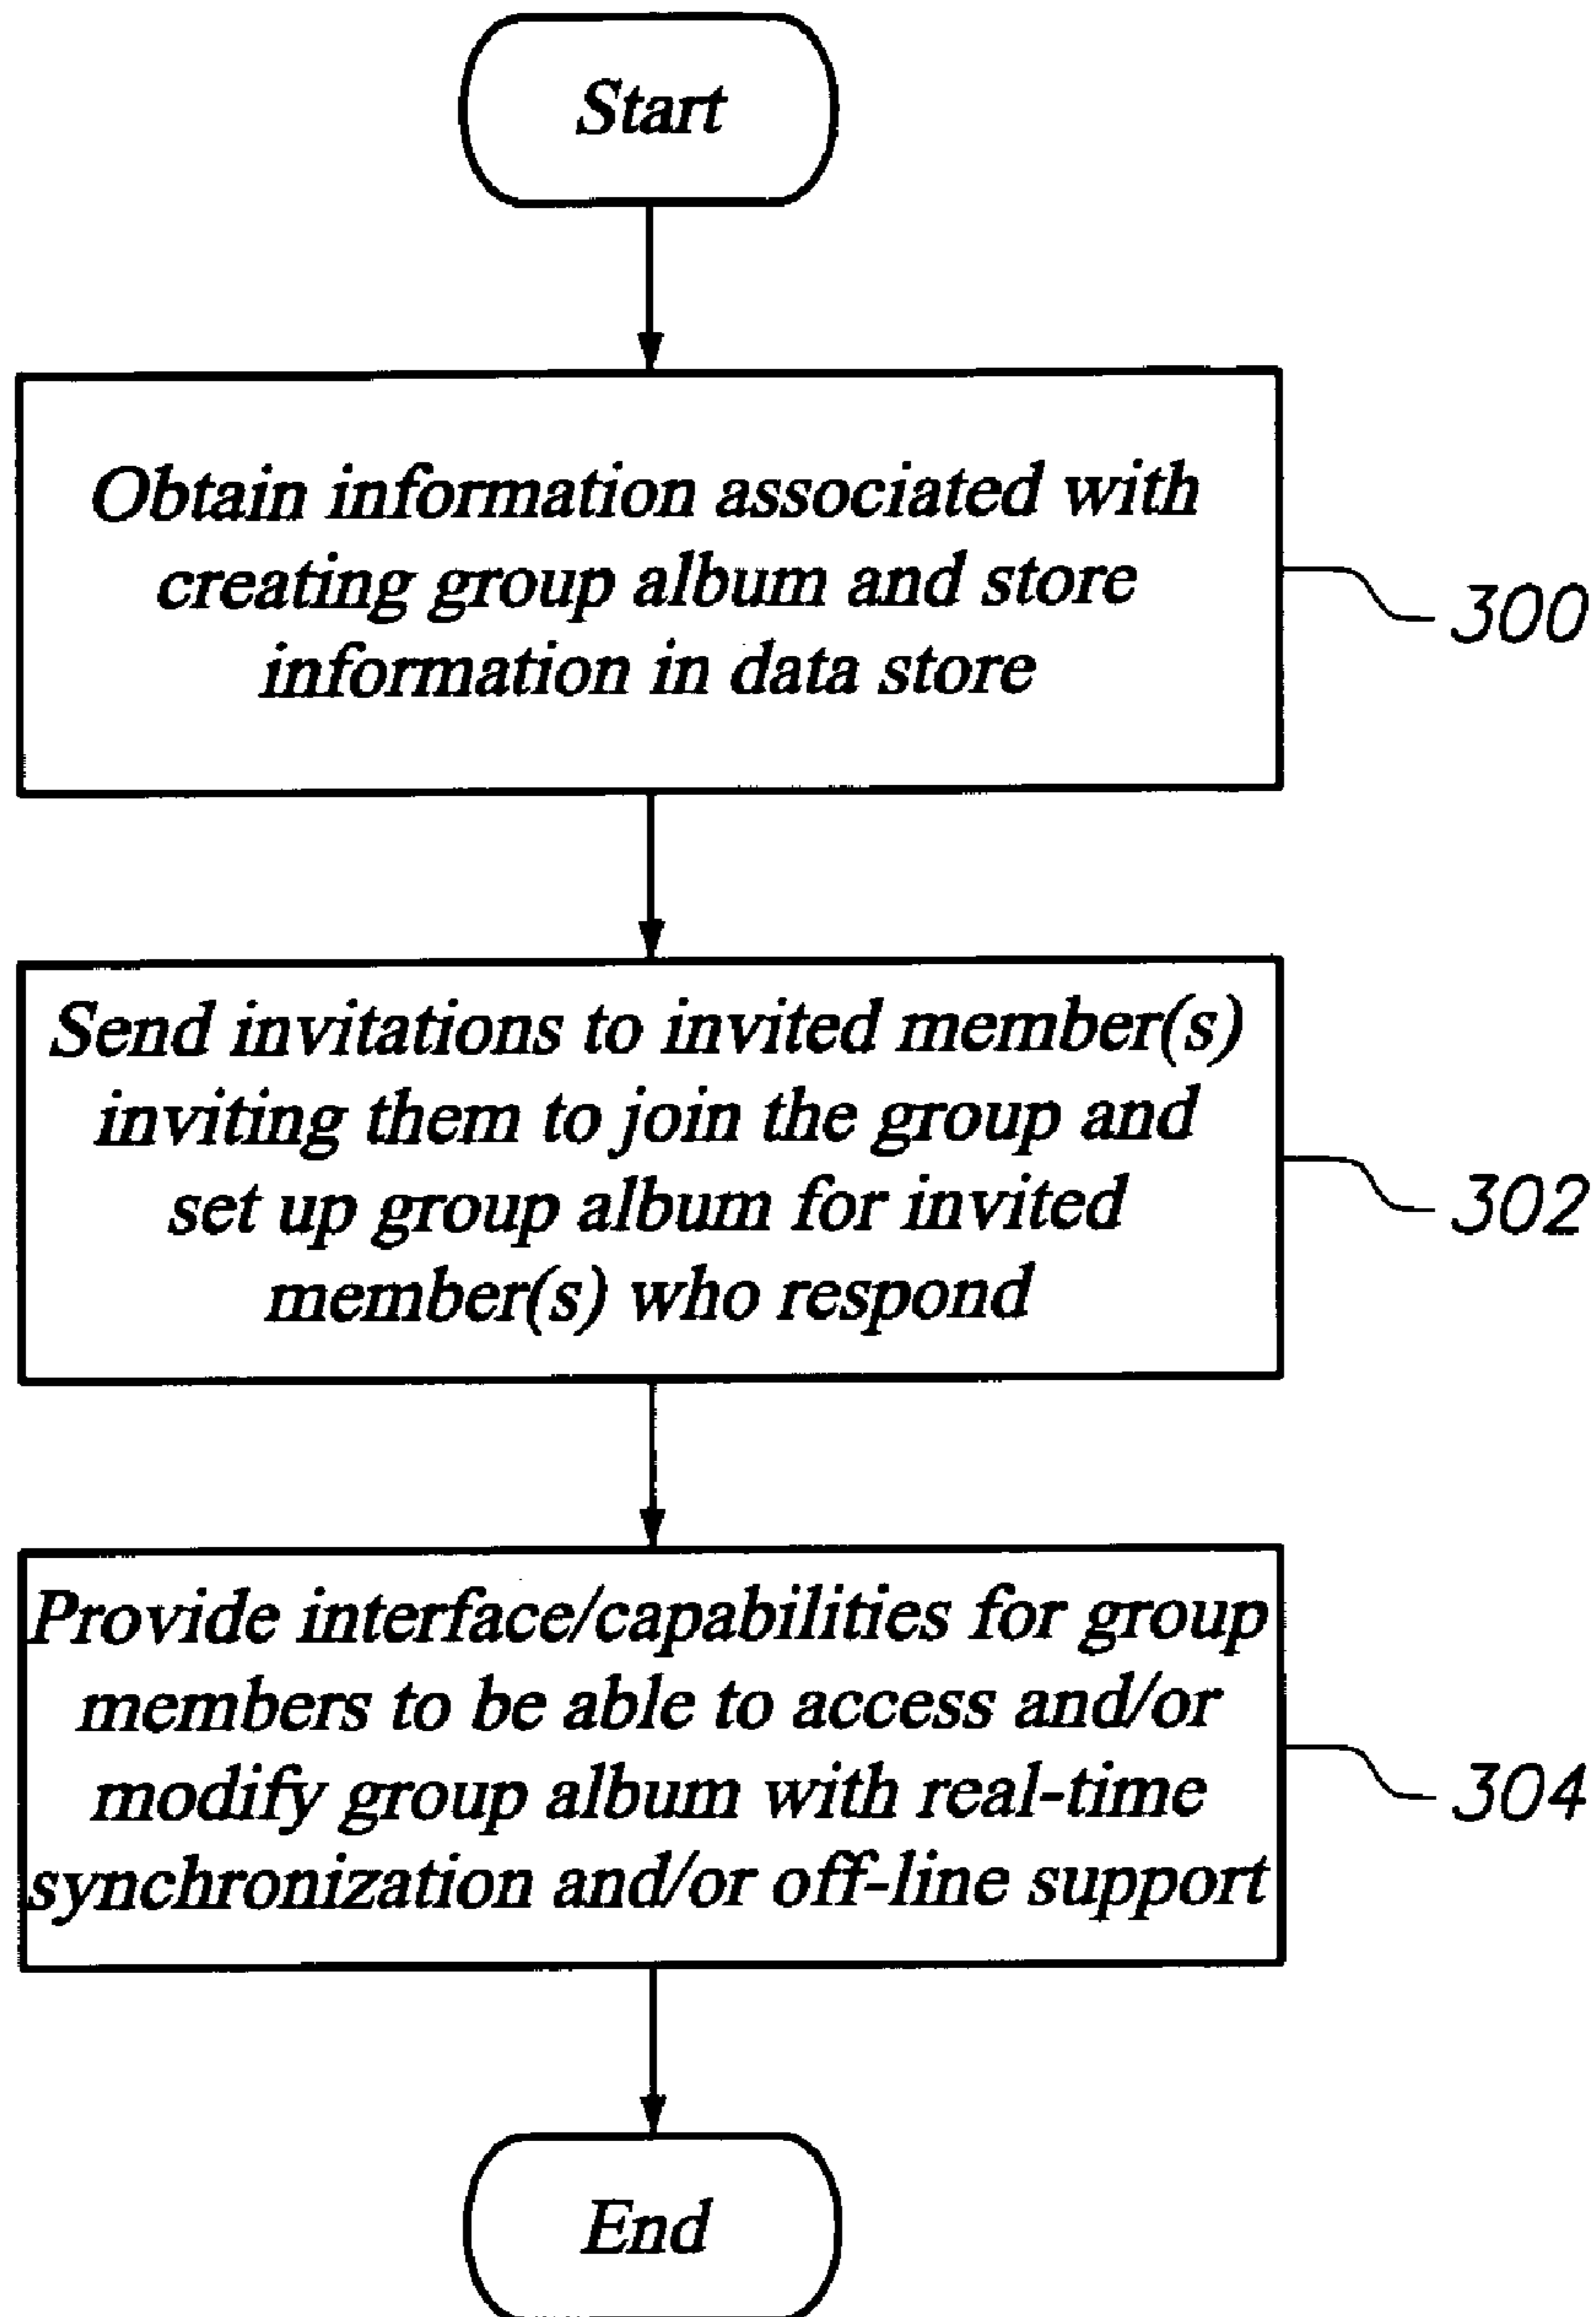 Start
Obtain information associated with
creating group album and store
information in data store
300
Send invitations to invited member(s)
inviting them to join the group and
set up group album for invited
member(s) who respond
302
Provide interface/capabilities for group
members to be able to access and/or
modify group album with real-time
synchronization and/or off-line support
304
End